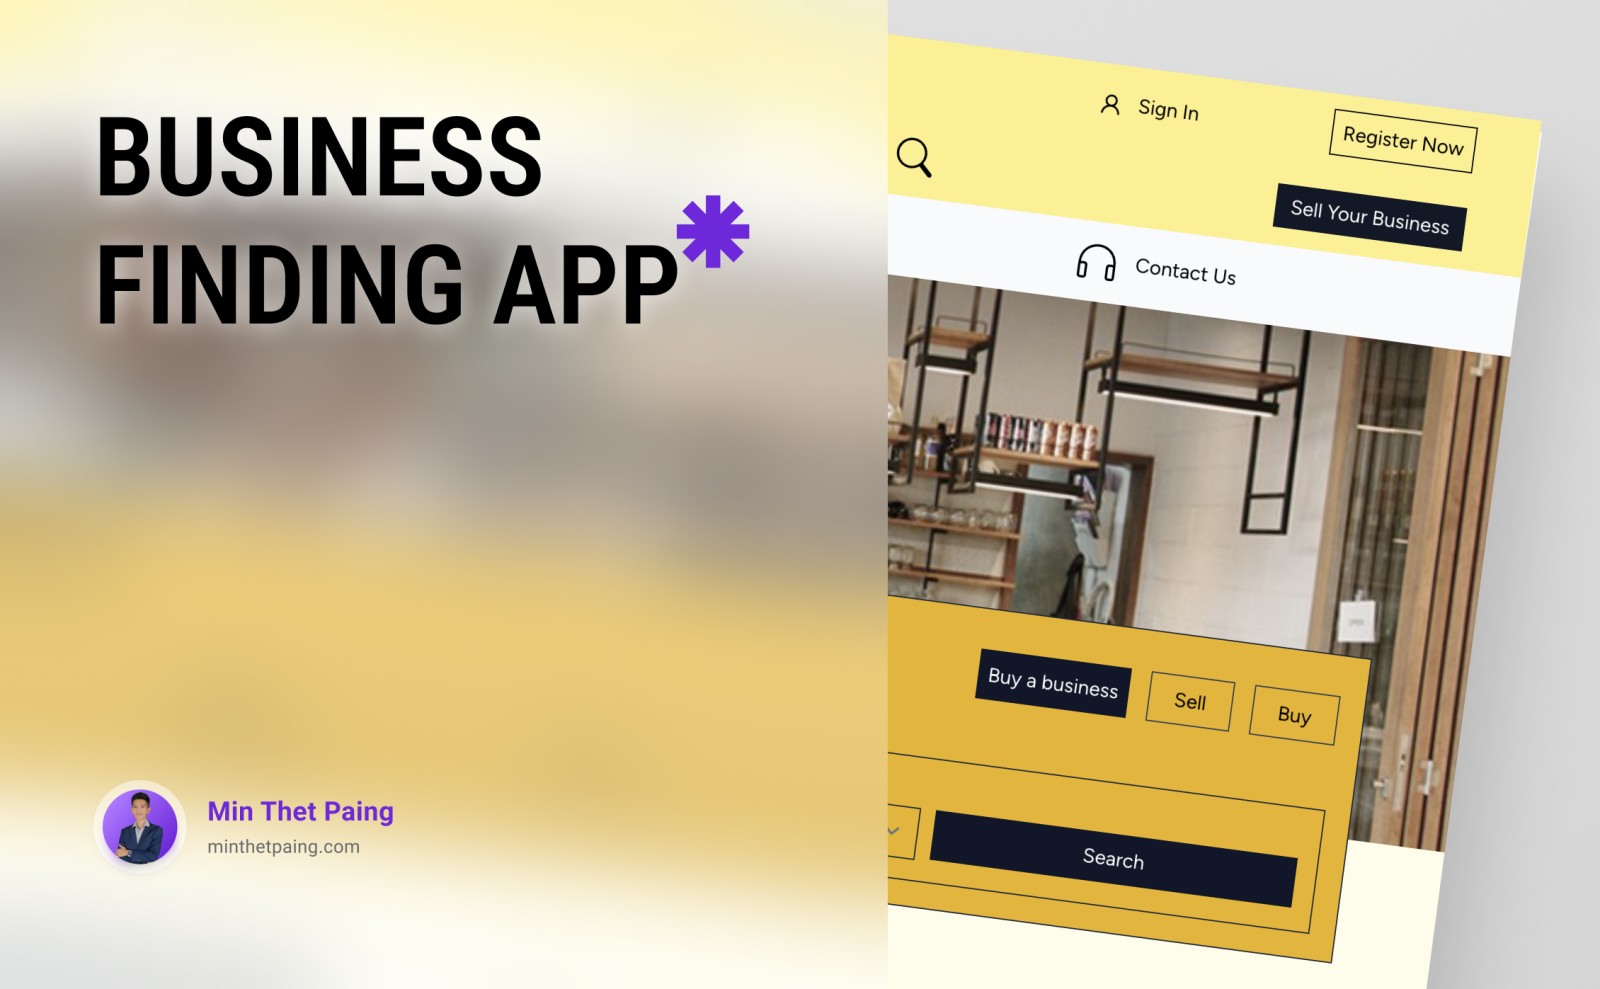 BUSINESS
FINDING APP
Min Thet Paing
minthetpaing.com
Sign In
Register Now
Sell Your Business
Contact Us
Buy a business
Sell
Buy
Search